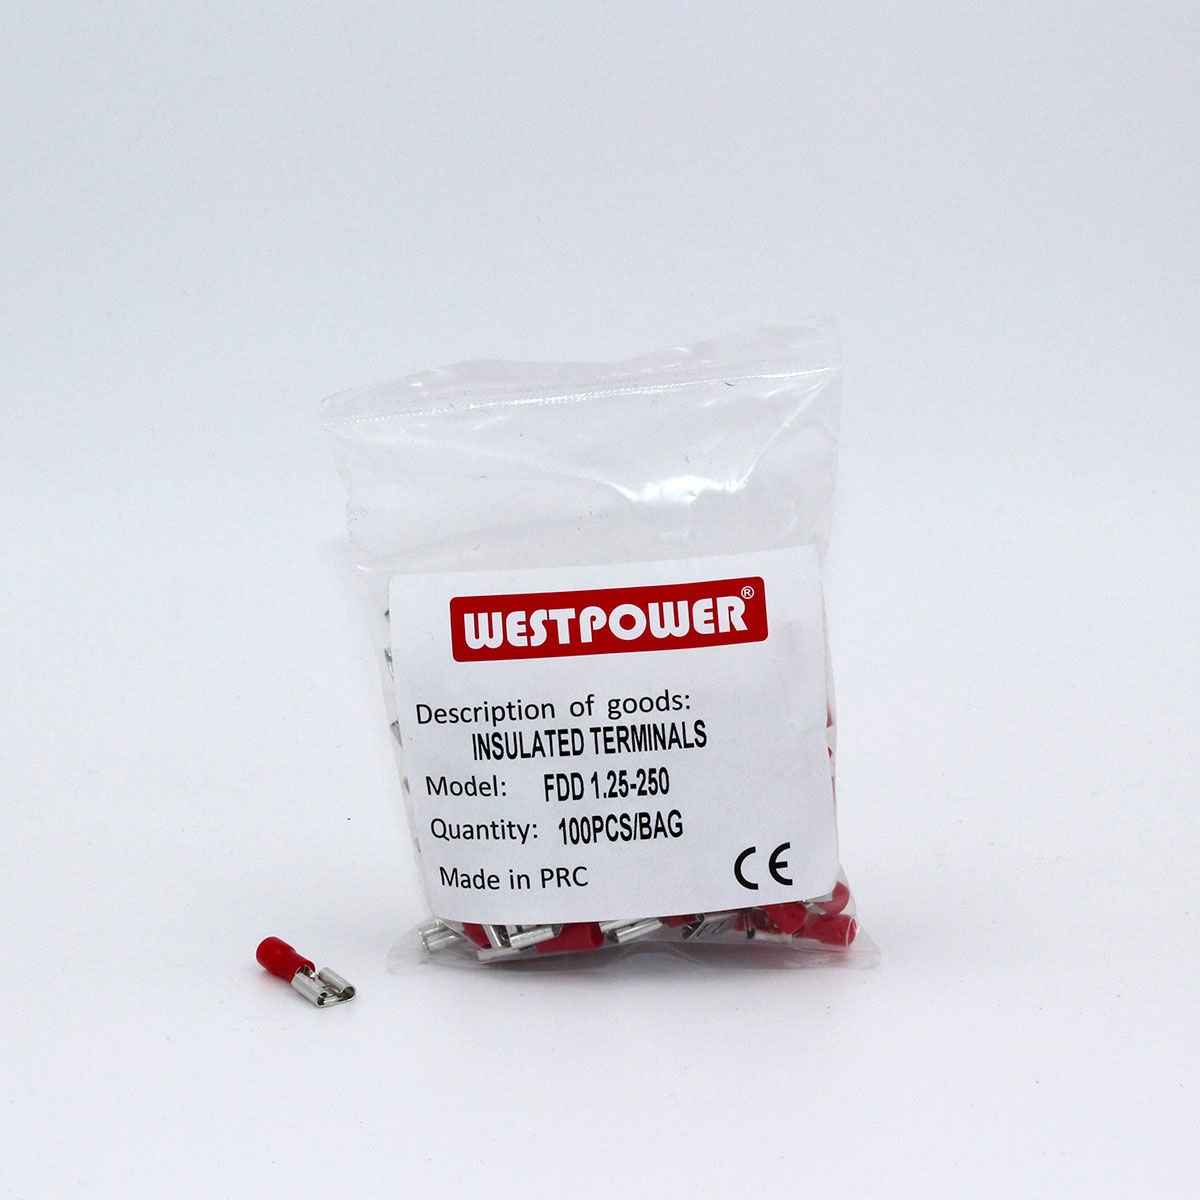 WESTPOWER®
Description of goods:
INSULATED TERMINALS
Model: FDD 1.25-250
Quantity: 100PCS/BAG
Made in PRC CE